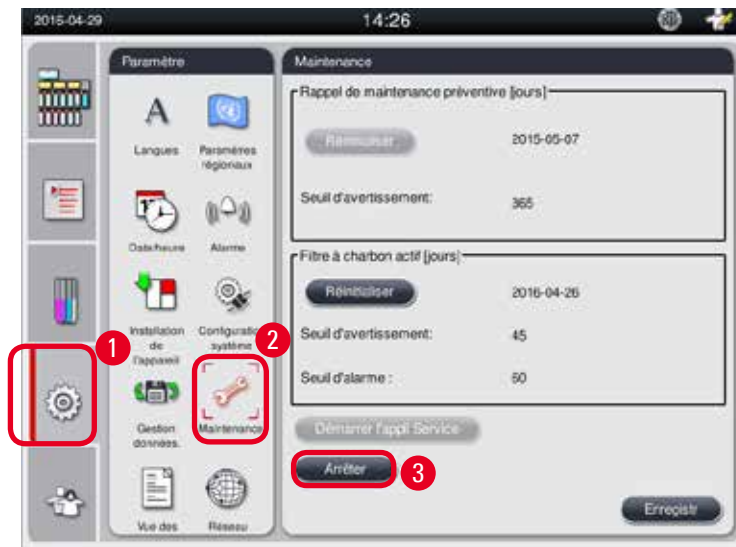 2016-04-29
14:26
Paramètre
Langues
Paramètres régionaux
Date/heure
Alarme
Installation de l'appareil
Configuration système
Gestion données.
Maintenance
Vue des
Réseau
Maintenance
Rappel de maintenance préventive [jours]
Réinitialiser
2015-05-07
Seuil d'avertissement:
365
Filtre à charbon actif [jours]
Réinitialiser
2016-04-26
Seuil d'avertissement:
45
Seuil d'alarme :
60
Démarrer l'appli Service
Arrêter
Enregistr
1
2
3